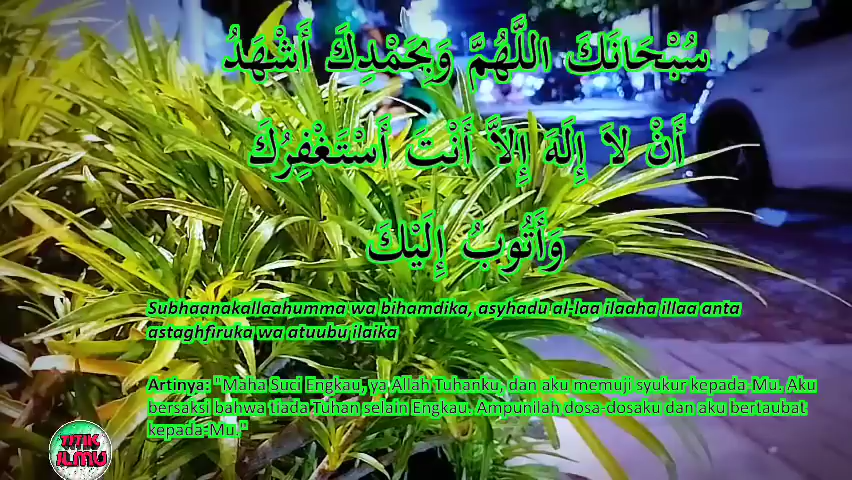 سُبْحَانَكَ اللَّهُمَّ وَبِحَمْدِكَ أَشْهَدُ
أَنْ لاَ إِلَهَ إِلاَّ أَنْتَ أَسْتَغْفِرُكَ
وَأَتُوبُ إِلَيْكَ
Subhaanakallaahumma wa bihamdika, asyhadu al-laa ilaaha illaa anta
astaghfiruka wa atuubu ilaika
Artinya: "Maha Suci Engkau, ya Allah Tuhanku, dan aku memuji syukur kepada-Mu. Aku
bersaksi bahwa tiada Tuhan selain Engkau. Ampunilah dosa-dosaku dan aku bertaubat
kepada-Mu."
TITIK
ILMU